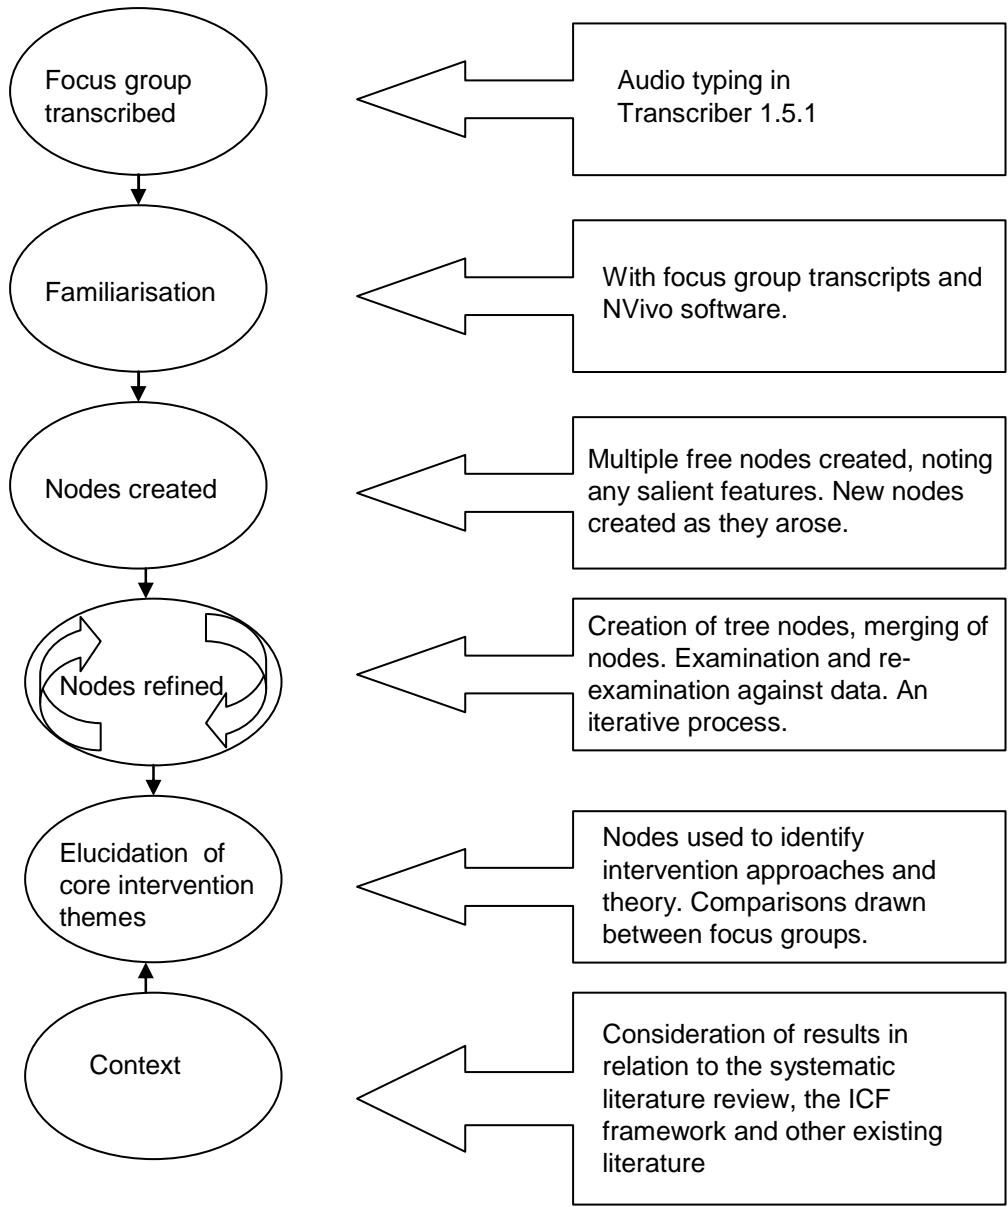 Focus group
transcribed
Audio typing in
Transcriber 1.5.1
Familiarisation
With focus group transcripts and
NVivo software.
Nodes created
Multiple free nodes created, noting
any salient features. New nodes
created as they arose.
Nodes refined
Creation of tree nodes, merging of
nodes. Examination and re-
examination against data. An
iterative process.
Elucidation of
core intervention
themes
Nodes used to identify
intervention approaches and
theory. Comparisons drawn
between focus groups.
Context
Consideration of results in
relation to the systematic
literature review, the ICF
framework and other existing
literature